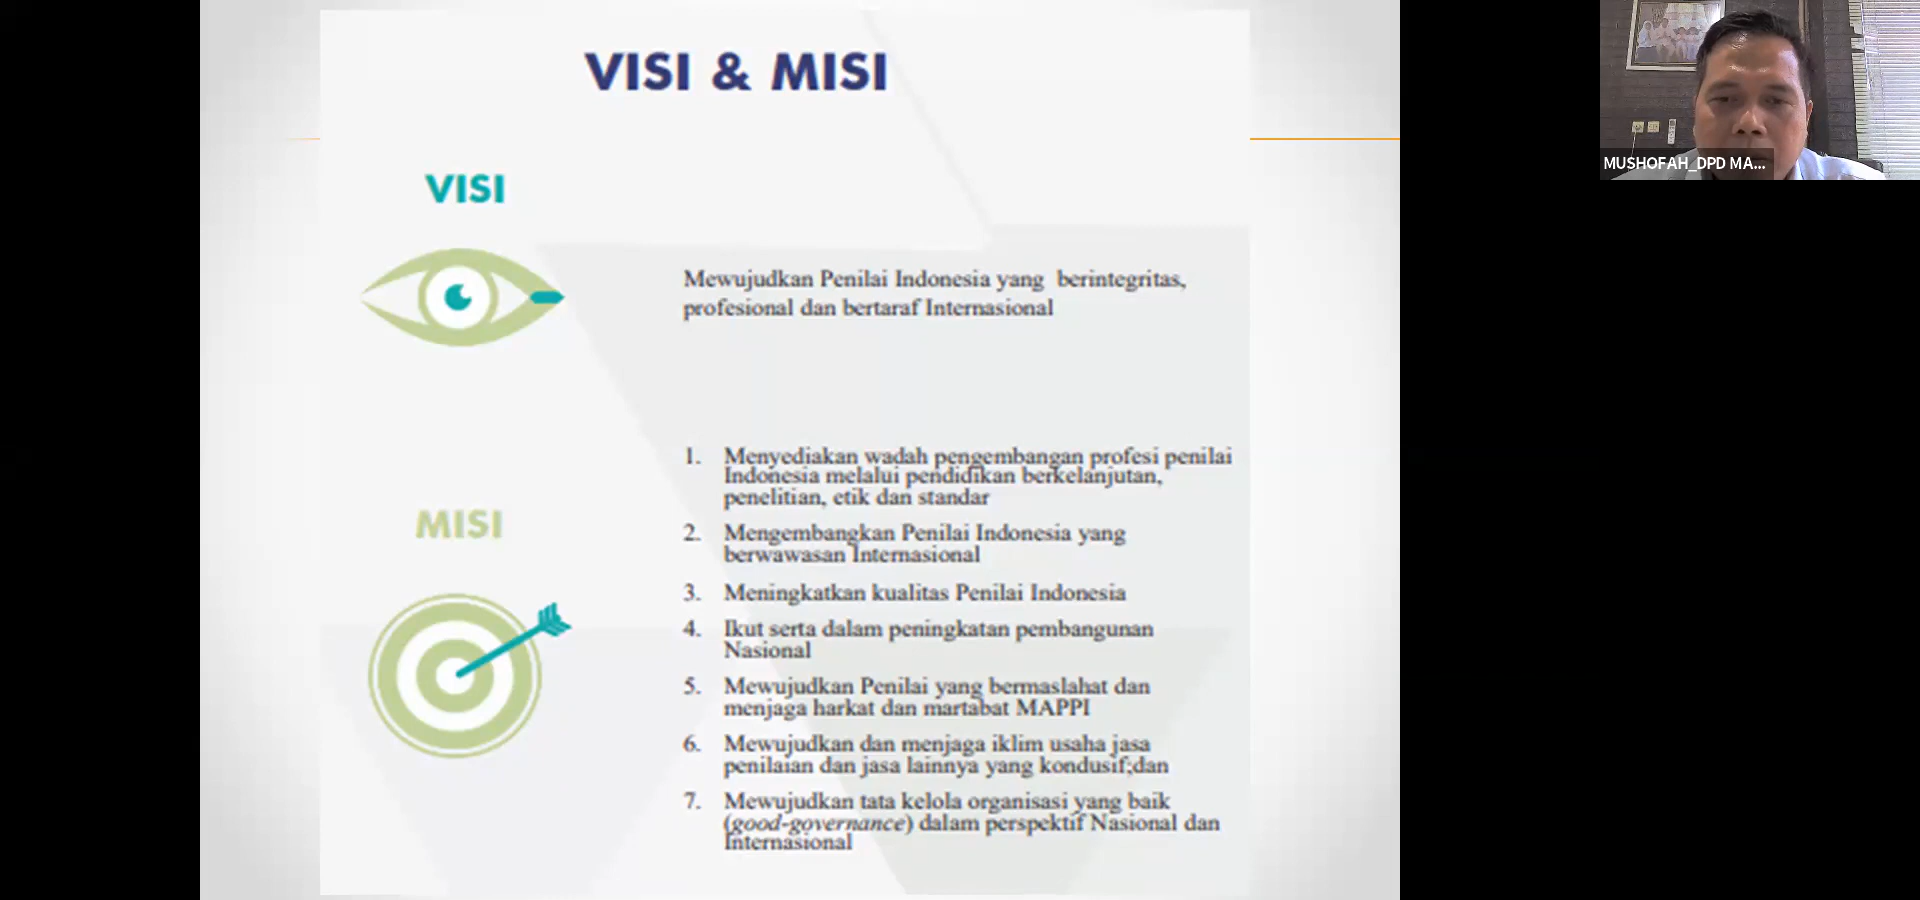 VISI & MISI
VISI
Mewujudkan Penilai Indonesia yang berintegritas,
profesional dan bertaraf Internasional
MISI
1. Menyediakan wadah pengembangan profesi penilai
Indonesia melalui pendidikan berkelanjutan,
penelitian, etik dan standar
2. Mengembangkan Penilai Indonesia yang
berwawasan Internasional
3. Meningkatkan kualitas Penilai Indonesia
4. Ikut serta dalam peningkatan pembangunan
Nasional
5. Mewujudkan Penilai yang bermaslahat dan
menjaga harkat dan martabat MAPPI
6. Mewujudkan dan menjaga iklim usaha jasa
penilaian dan jasa lainnya yang kondusif;dan
7. Mewujudkan tata kelola organisasi yang baik
(good-governance) dalam perspektif Nasional dan
Internasional
MUSHOFAH_DPD MA...